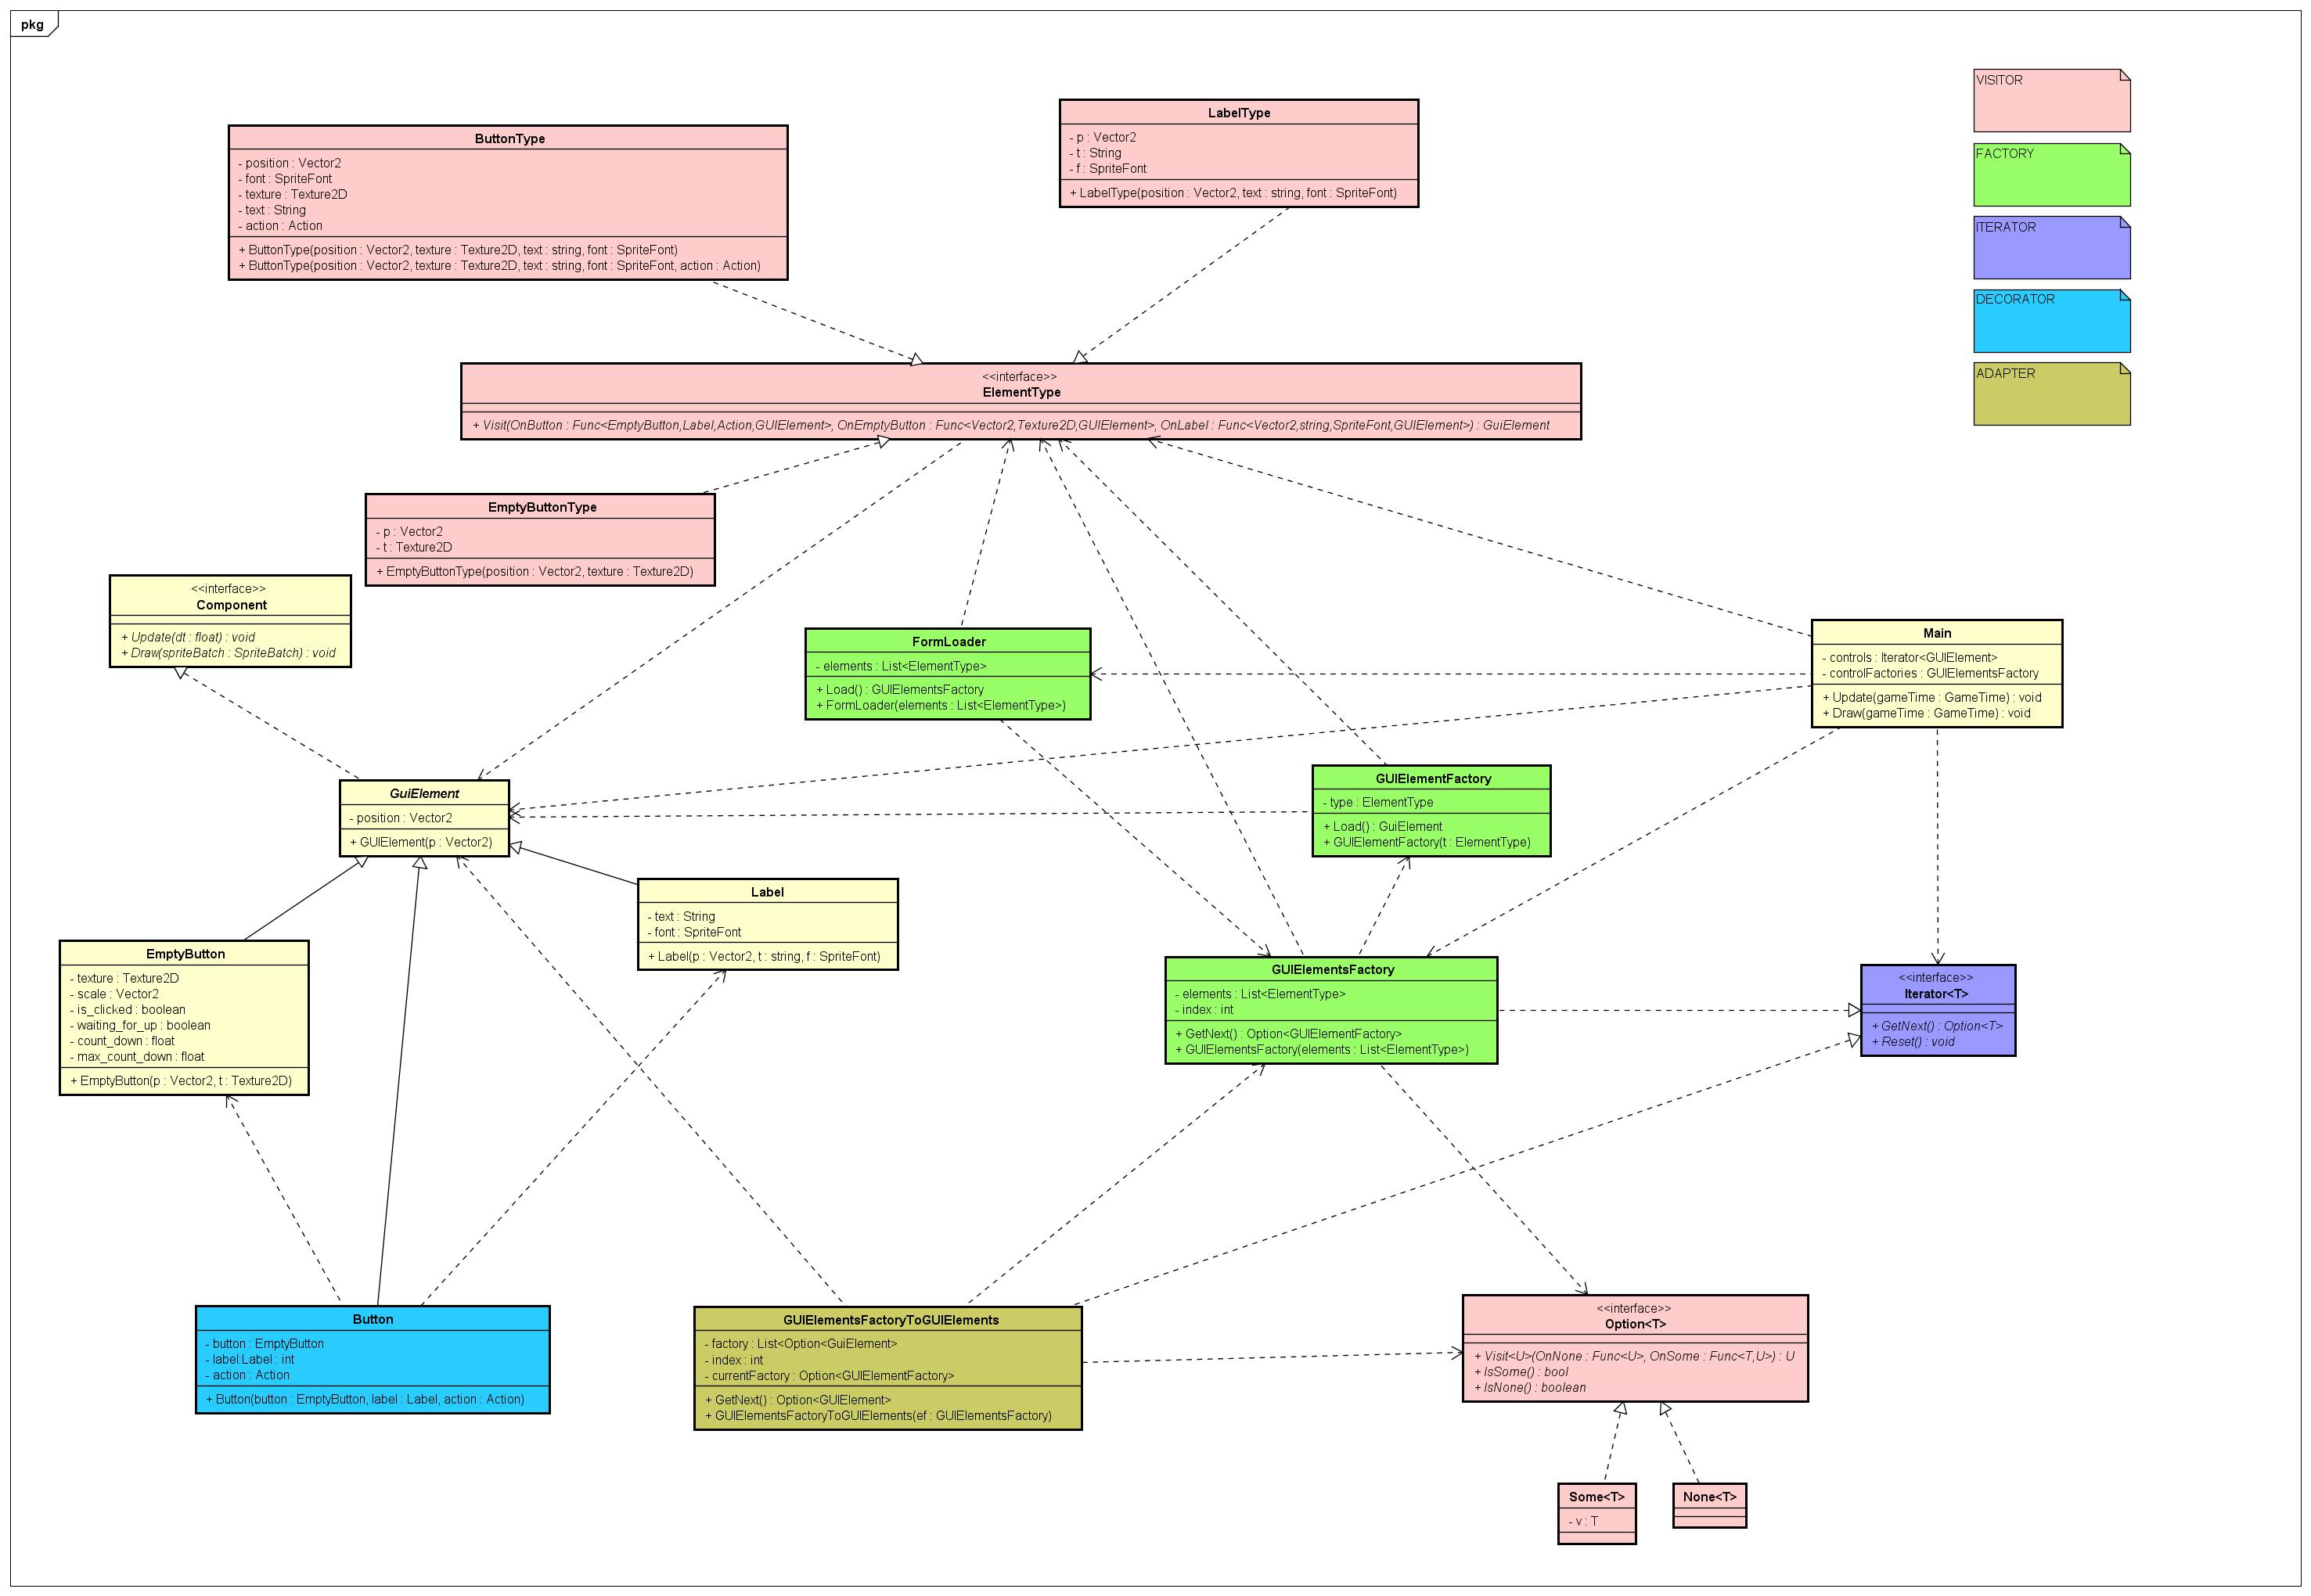 pkg
VISITOR
FACTORY
ITERATOR
DECORATOR
ADAPTER
LabelType
- p : Vector2
- t : String
- f : SpriteFont
+ LabelType(position : Vector2, text : string, font : SpriteFont)
ButtonType
- position : Vector2
- font : SpriteFont
- texture : Texture2D
- text : String
- action : Action
+ ButtonType(position : Vector2, texture : Texture2D, text : string, font : SpriteFont)
+ ButtonType(position : Vector2, texture : Texture2D, text : string, font : SpriteFont, action : Action)
<<interface>>
ElementType
+ Visit(OnButton : Func<EmptyButton,Label,Action,GUIElement>, OnEmptyButton : Func<Vector2,Texture2D,GUIElement>, OnLabel : Func<Vector2,string,SpriteFont,GUIElement>) : GuiElement
EmptyButtonType
- p : Vector2
- t : Texture2D
+ EmptyButtonType(position : Vector2, texture : Texture2D)
<<interface>>
Component
+ Update(dt : float) : void
+ Draw(spriteBatch : SpriteBatch) : void
FormLoader
- elements : List<ElementType>
+ Load() : GUIElementsFactory
+ FormLoader(elements : List<ElementType>)
Main
- controls : Iterator<GUIElement>
- controlFactories : GUIElementsFactory
+ Update(gameTime : GameTime) : void
+ Draw(gameTime : GameTime) : void
GuiElement
- position : Vector2
+ GUIElement(p : Vector2)
GUIElementFactory
- type : ElementType
+ Load() : GuiElement
+ GUIElementFactory(t : ElementType)
Label
- text : String
- font : SpriteFont
+ Label(p : Vector2, t : string, f : SpriteFont)
EmptyButton
- texture : Texture2D
- scale : Vector2
- is_clicked : boolean
- waiting_for_up : boolean
- count_down : float
- max_count_down : float
+ EmptyButton(p : Vector2, t : Texture2D)
GUIElementsFactory
- elements : List<ElementType>
- index : int
+ GetNext() : Option<GUIElementFactory>
+ GUIElementsFactory(elements : List<ElementType>)
<<interface>>
Iterator<T>
+ GetNext() : Option<T>
+ Reset() : void
Button
- button : EmptyButton
- label:Label : int
- action : Action
+ Button(button : EmptyButton, label : Label, action : Action)
GUIElementsFactoryToGUIElements
- factory : List<Option<GuiElement>
- index : int
- currentFactory : Option<GUIElementFactory>
+ GetNext() : Option<GUIElement>
+ GUIElementsFactoryToGUIElements(ef : GUIElementsFactory)
<<interface>>
Option<T>
+ Visit<U>(OnNone : Func<U>, OnSome : Func<T,U>) : U
+ IsSome() : bool
+ IsNone() : boolean
Some<T>
- v : T
None<T>